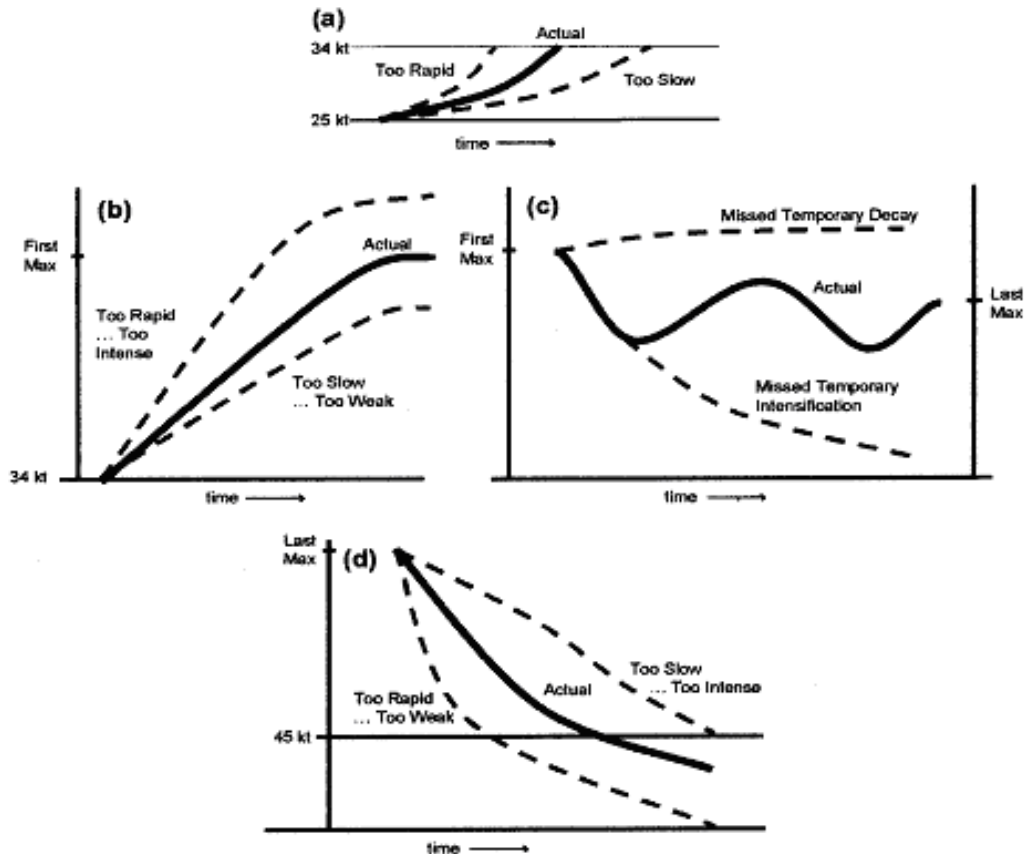 (a)
Actual
34 kt
Too Rapid
Too Slow
25 kt
time
(b)
First
Max
Actual
Too Rapid
... Too
Intense
Too Slow
... Too Weak
34 kt
time
(c)
First
Max
Missed Temporary Decay
Actual
Last
Max
Missed Temporary
Intensification
time
Last
Max
(d)
Too Slow
... Too Intense
Actual
Too Rapid
... Too Weak
45 kt
time